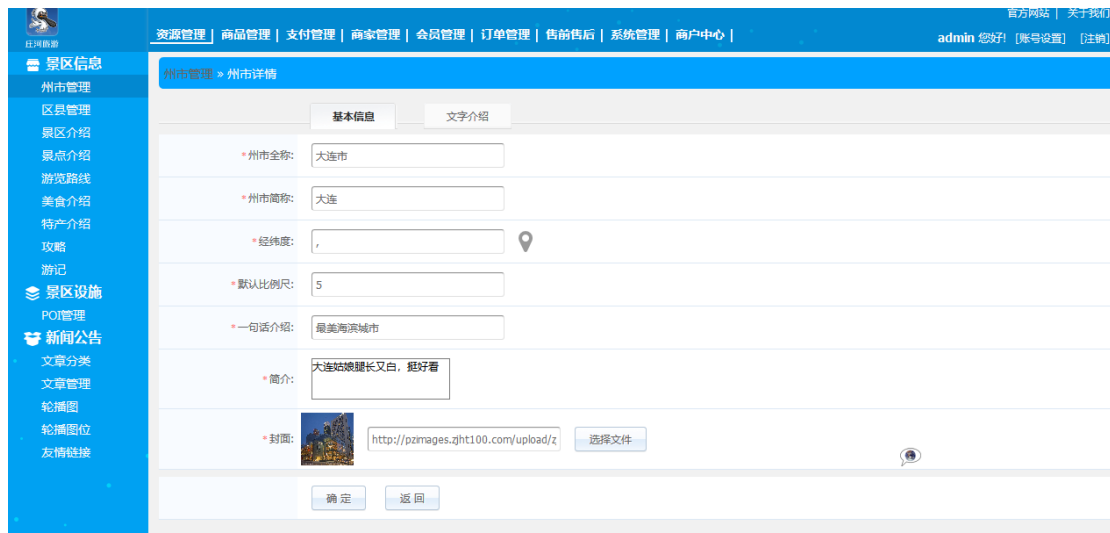 官方网站 | 关于我们
庄河旅游
资源管理 | 商品管理 | 支付管理 | 商家管理 | 会员管理 | 订单管理 | 售前售后 | 系统管理 | 商户中心 |
admin 您好! [账号设置] [注销]
景区信息
州市管理
区县管理
景区介绍
景点介绍
游览路线
美食介绍
特产介绍
攻略
游记
景区设施
POI管理
新闻公告
文章分类
文章管理
轮播图
轮播图位
友情链接
州市管理 » 州市详情
基本信息 文字介绍
*州市全称: 大连市
*州市简称: 大连
*经纬度: ,
*默认比例尺: 5
*一句话介绍: 最美海滨城市
*简介: 大连姑娘腿长又白，挺好看
*封面: http://pzimages.zjht100.com/upload/z 选择文件
确 定 返 回